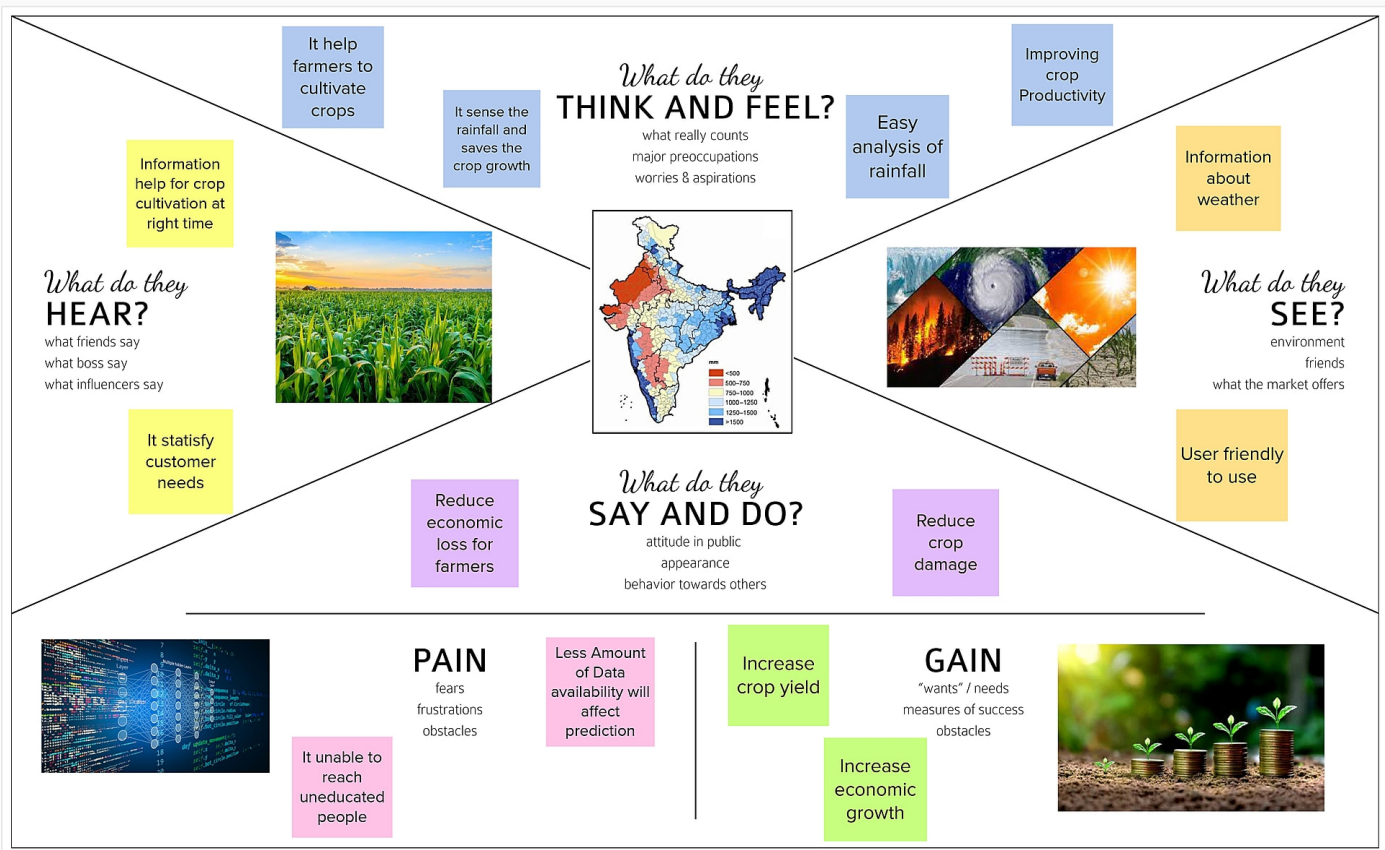 It help
farmers to
cultivate
crops
It sense the
rainfall and
saves the
crop growth
What do they
THINK AND FEEL?
what really counts
major preoccupations
worries & aspirations
Easy
analysis of
rainfall
Improving
crop
Productivity
Information
help for crop
cultivation at
right time
What do they
HEAR?
what friends say
what boss say
what influencers say
It statisfy
customer
needs
mm
<500
500–750
750–1000
1000–1250
1250–1500
>1500
Information
about
weather
What do they
SEE?
environment
friends
what the market offers
User friendly
to use
Reduce
economic
loss for
farmers
What do they
SAY AND DO?
attitude in public
appearance
behavior towards others
Reduce
crop
damage
PAIN
fears
frustrations
obstacles
Less Amount
of Data
availability will
affect
prediction
It unable to
reach
uneducated
people
Increase
crop yield
GAIN
“wants” / needs
measures of success
obstacles
Increase
economic
growth